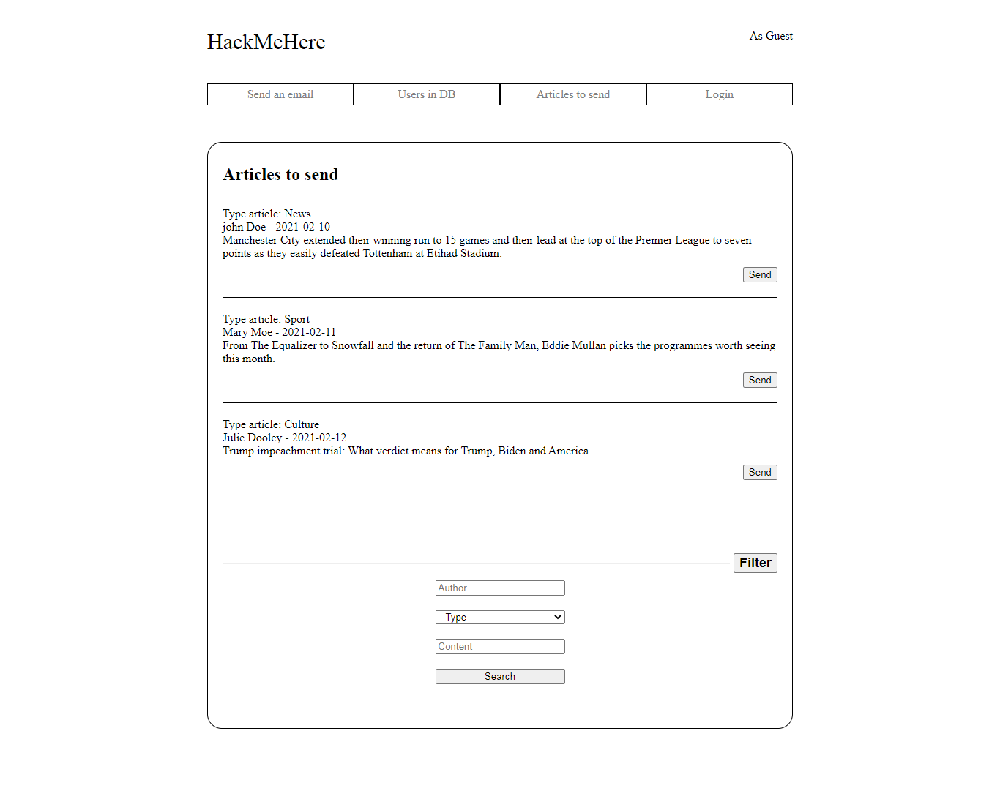 HackMeHere
As Guest
Send an email
Users in DB
Articles to send
Login
Articles to send
Type article: News
john Doe - 2021-02-10
Manchester City extended their winning run to 15 games and their lead at the top of the Premier League to seven
points as they easily defeated Tottenham at Etihad Stadium.
Send
Type article: Sport
Mary Moe - 2021-02-11
From The Equalizer to Snowfall and the return of The Family Man, Eddie Mullan picks the programmes worth seeing
this month.
Send
Type article: Culture
Julie Dooley - 2021-02-12
Trump impeachment trial: What verdict means for Trump, Biden and America
Send
Filter
Author
--Type--
Content
Search